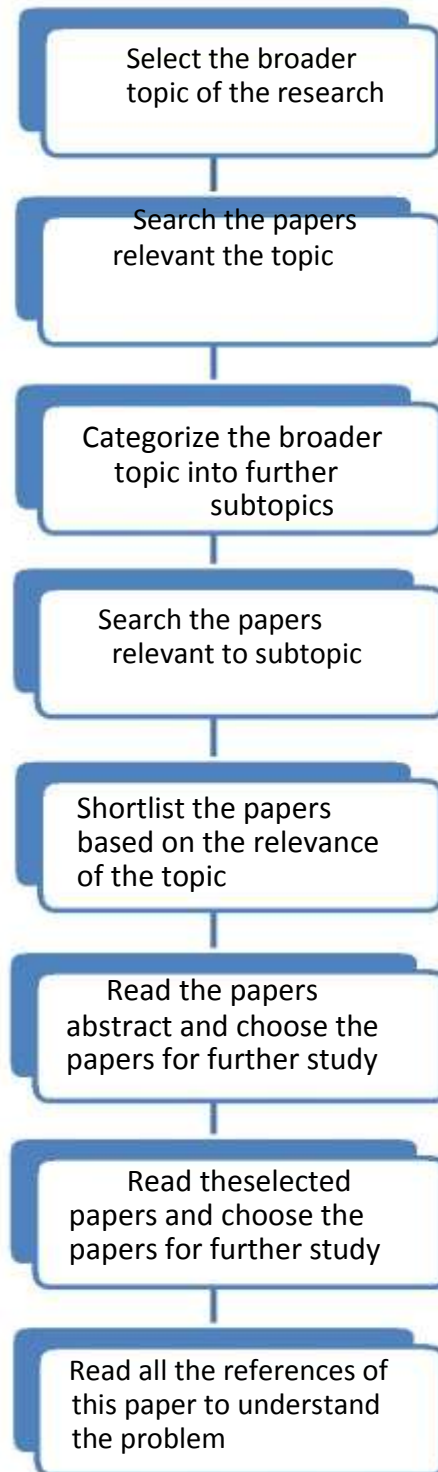 Select the broader
topic of the research
Search the papers
relevant the topic
Categorize the broader
topic into further
subtopics
Search the papers
relevant to subtopic
Shortlist the papers
based on the relevance
of the topic
Read the papers
abstract and choose the
papers for further study
Read theselected
papers and choose the
papers for further study
Read all the references of
this paper to understand
the problem